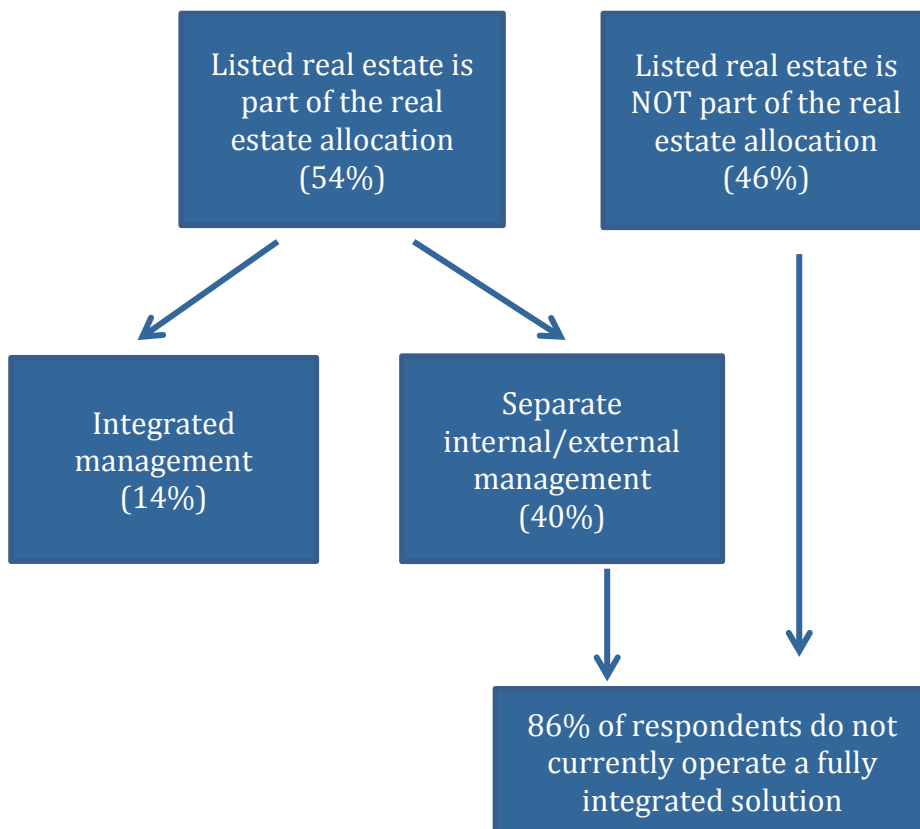 Listed real estate is
part of the real
estate allocation
(54%)
Listed real estate is
NOT part of the real
estate allocation
(46%)
Integrated
management
(14%)
Separate
internal/external
management
(40%)
86% of respondents do not
currently operate a fully
integrated solution